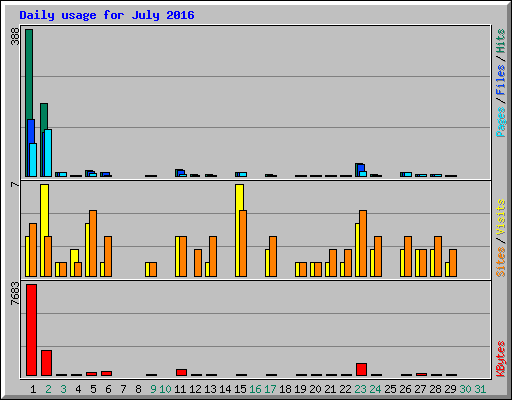 Daily usage for July 2016
388
Pages / Files / Hits
7
Sites / Visits
7683
KBytes
1 2 3 4 5 6 7 8 9 10 11 12 13 14 15 16 17 18 19 20 21 22 23 24 25 26 27 28 29 30 31